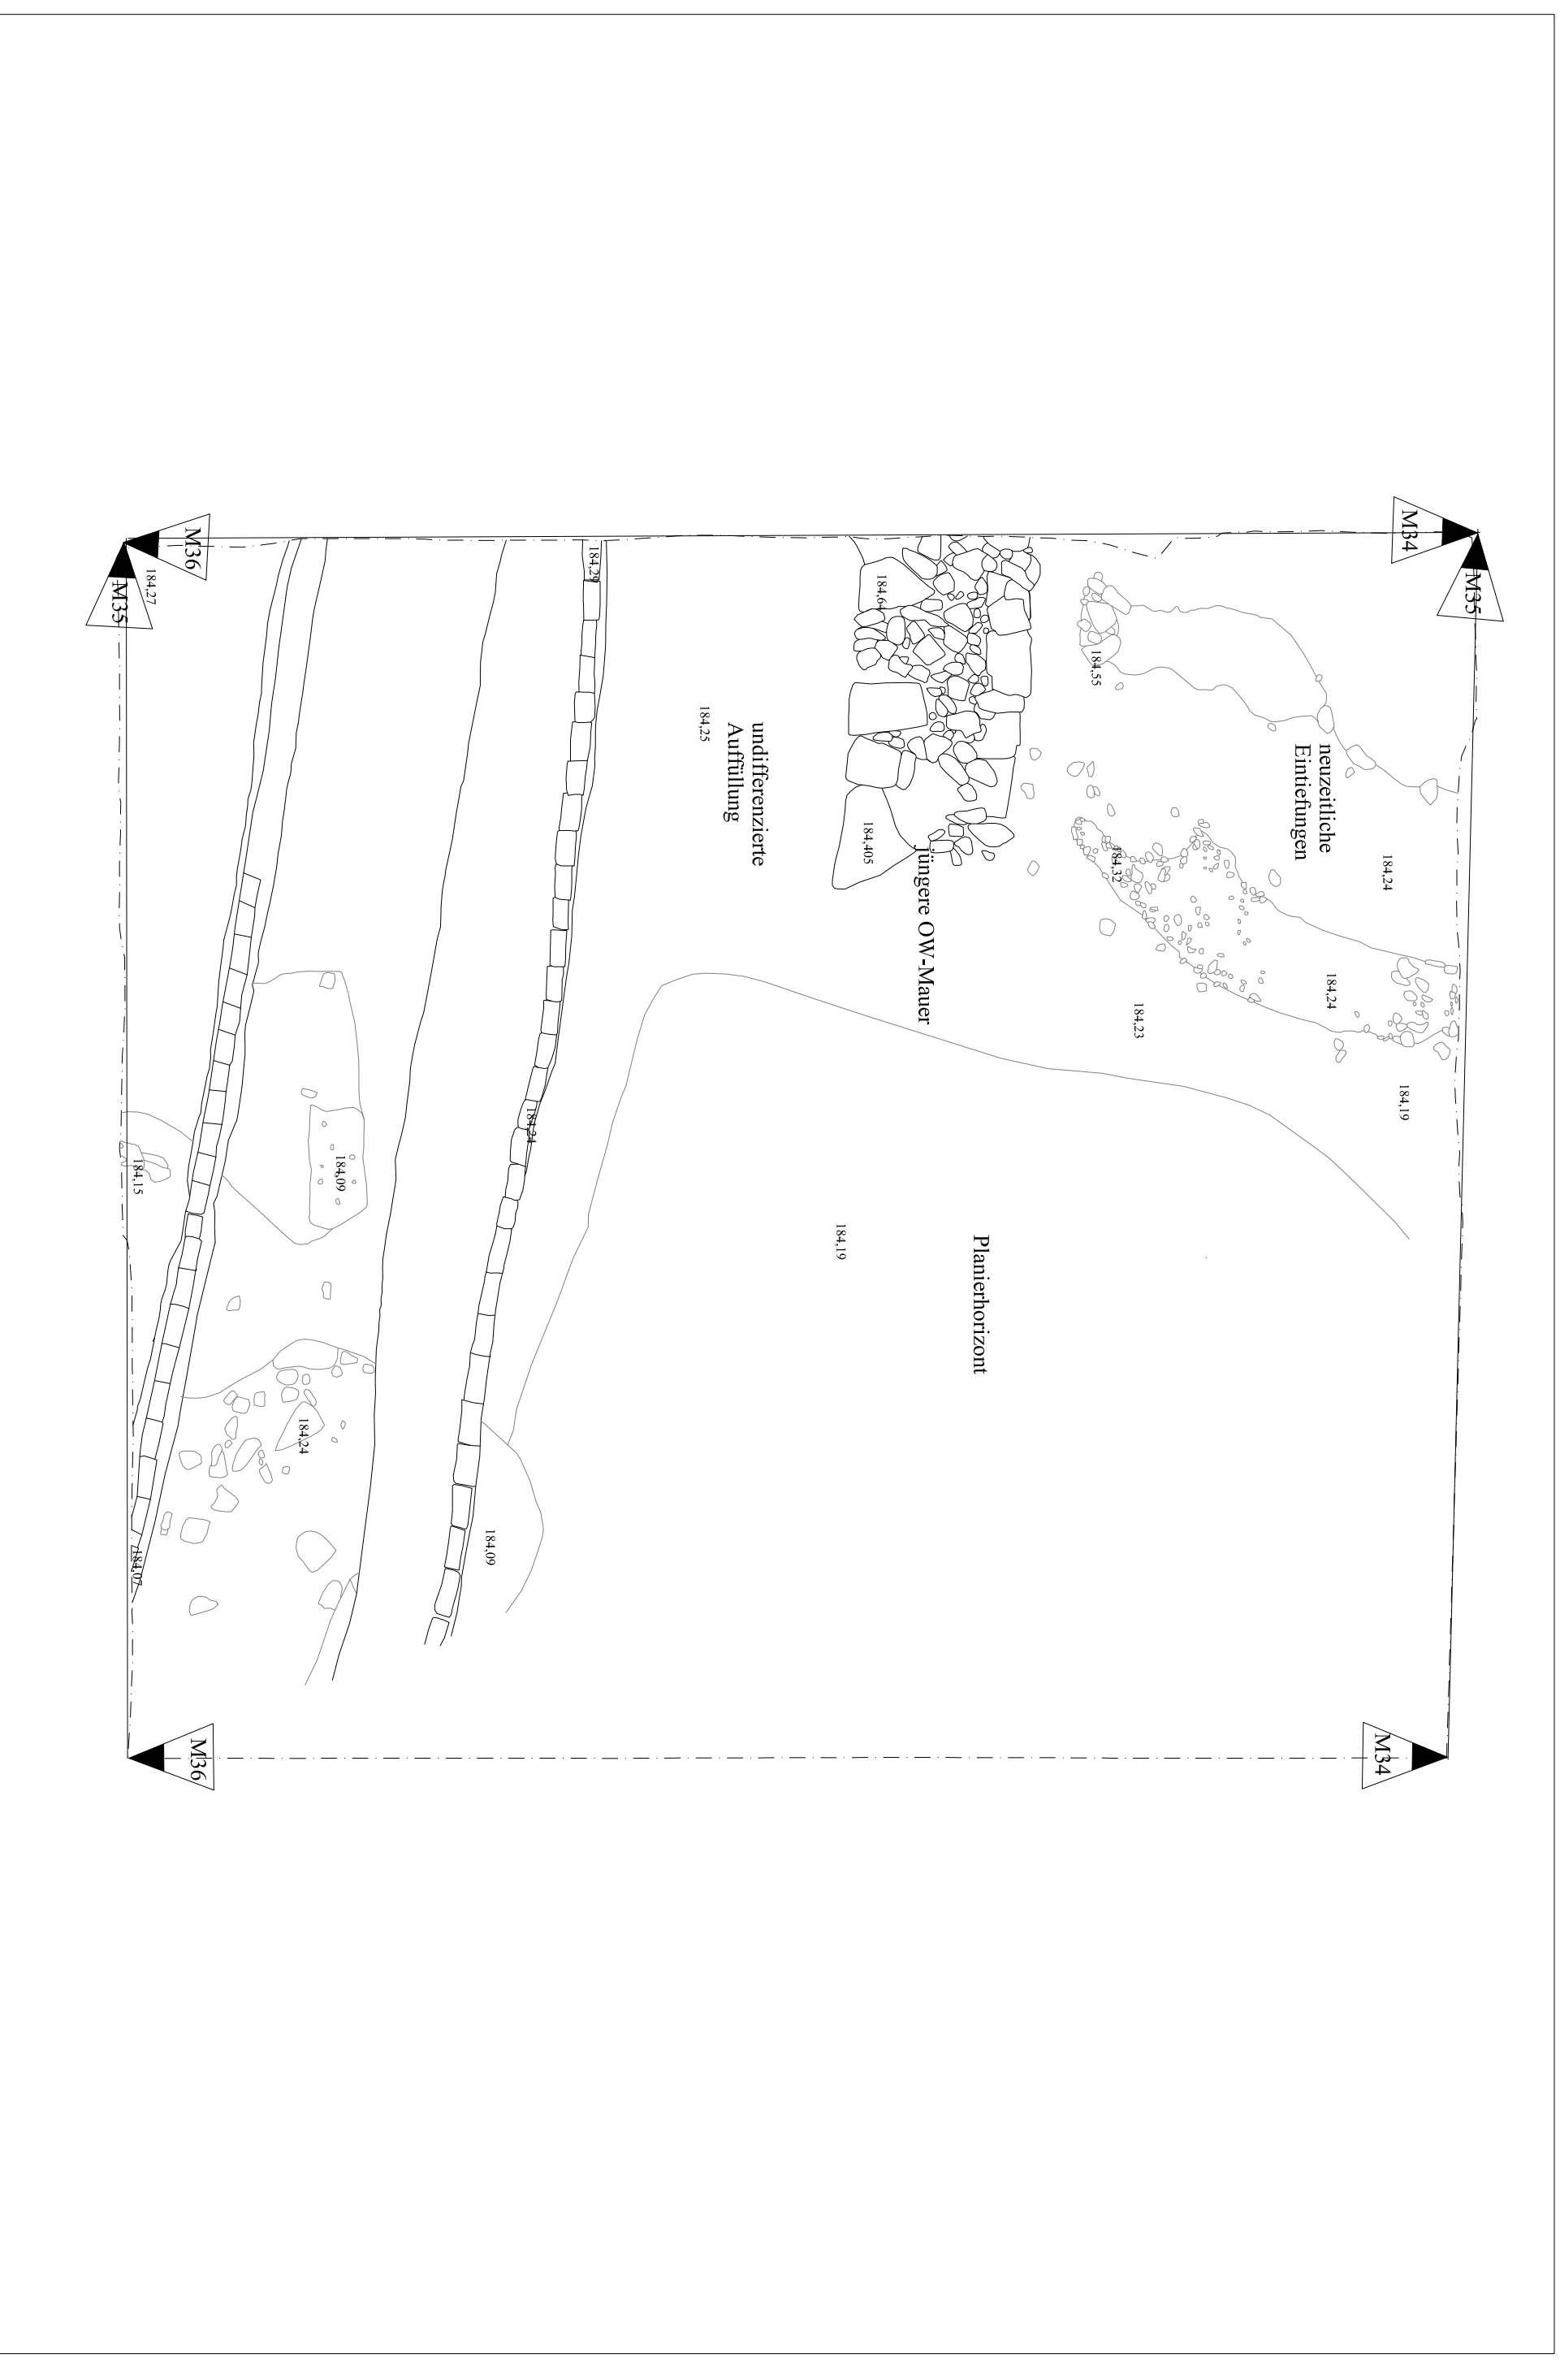 M35
M34
184,19
184,24
M34
184,24
neuzeitliche
Eintiefungen
184,23
184,32
184,55
Planierhorizont
jüngere OW-Mauer
184,64
184,405
184,19
undifferenzierte
Auffüllung
184,25
184,29
184,24
184,09
184,09
184,24
M36
M36
184,27
184,15
184,07
M35